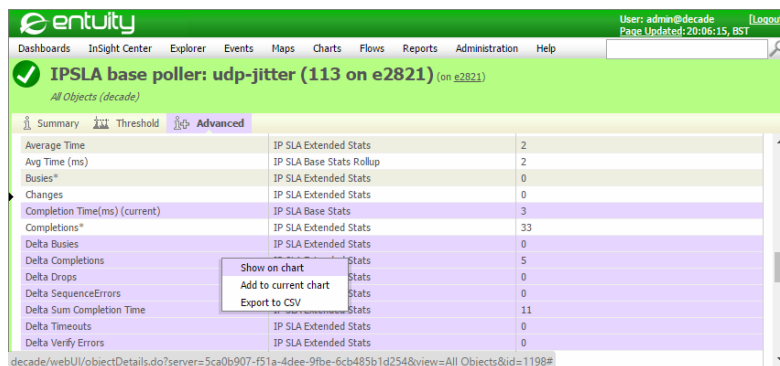 entuity
User: admin@decade [Logout
Page Updated: 20:06:15, BST
Dashboards InSight Center Explorer Events Maps Charts Flows Reports Administration Help
IPSLA base poller: udp-jitter (113 on e2821) (on e2821)
All Objects (decade)
Summary Threshold Advanced
Average Time IP SLA Extended Stats 2
Avg Time (ms) IP SLA Base Stats Rollup 2
Busies* IP SLA Extended Stats 0
Changes IP SLA Extended Stats 0
Completion Time(ms) (current) IP SLA Base Stats 3
Completions* IP SLA Extended Stats 33
Delta Busies IP SLA Extended Stats 0
Delta Completions Stats 5
Show on chart
Delta Drops Stats 0
Add to current chart
Delta SequenceErrors Stats 0
Export to CSV
Delta Sum Completion Time IP SLA Extended Stats 11
Delta Timeouts IP SLA Extended Stats 0
Delta Verify Errors IP SLA Extended Stats 0
decade/webUI/objectDetails.do?server=5ca0b907-f51a-4dee-9fbe-6cb485b1d254&view=All Objects&id=1198#